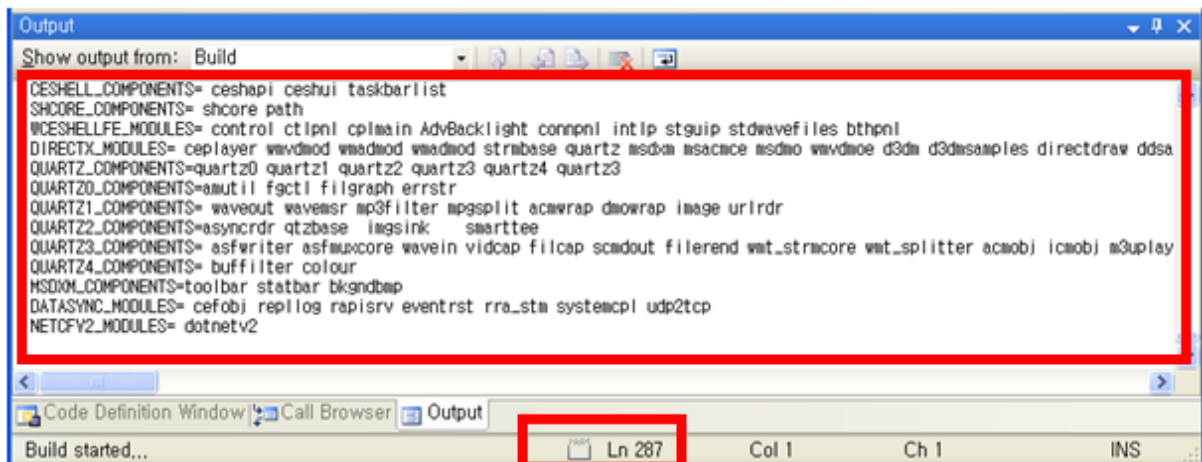 Output
Show output from: Build
CESHELL_COMPONENTS= ceshapi ceshui taskbarlist
SHCORE_COMPONENTS= shcore path
WCESHELLFE_MODULES= control ctlpnl cplmain AdvBacklight connpnl intlp stguip stdwavefiles bthpnl
DIRECTX_MODULES= ceplayer wmvdmod wmadmod wmadmod strmbase quartz msdxm msacmce msdmo wmvdmoe d3dm d3dmsamples directdraw ddsa
QUARTZ_COMPONENTS=quartz0 quartz1 quartz2 quartz3 quartz4 quartz3
QUARTZ0_COMPONENTS=amutil fgctl filgraph errstr
QUARTZ1_COMPONENTS= waveout wavemsr mp3filter mpgsplit acmwrap dmowrap image urlrdr
QUARTZ2_COMPONENTS=asyncrdr qtzbase imgsink smarttee
QUARTZ3_COMPONENTS= asfwriter asfmuxcore wavein vidcap filcap scmdout filerend wmt_strmcore wmt_splitter acmobj icmobj m3uplay
QUARTZ4_COMPONENTS= buffilter colour
MSDXM_COMPONENTS=toolbar statbar bkgndbmp
DATASYNC_MODULES= cefobj repllog rapisrv eventrst rra_stm systemcpl udp2tcp
NETCFV2_MODULES= dotnetv2
Code Definition Window Call Browser Output
Build started... Ln 287 Col 1 Ch 1 INS